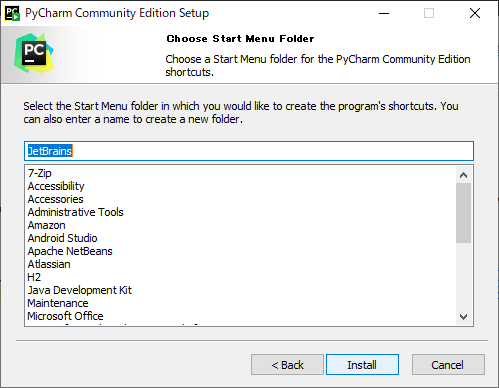 PyCharm Community Edition Setup
PC
Choose Start Menu Folder
Choose a Start Menu folder for the PyCharm Community Edition
shortcuts.
Select the Start Menu folder in which you would like to create the program's shortcuts. You
can also enter a name to create a new folder.
JetBrains
7-Zip
Accessibility
Accessories
Administrative Tools
Amazon
Android Studio
Apache NetBeans
Atlassian
H2
Java Development Kit
Maintenance
Microsoft Office
< Back
Install
Cancel